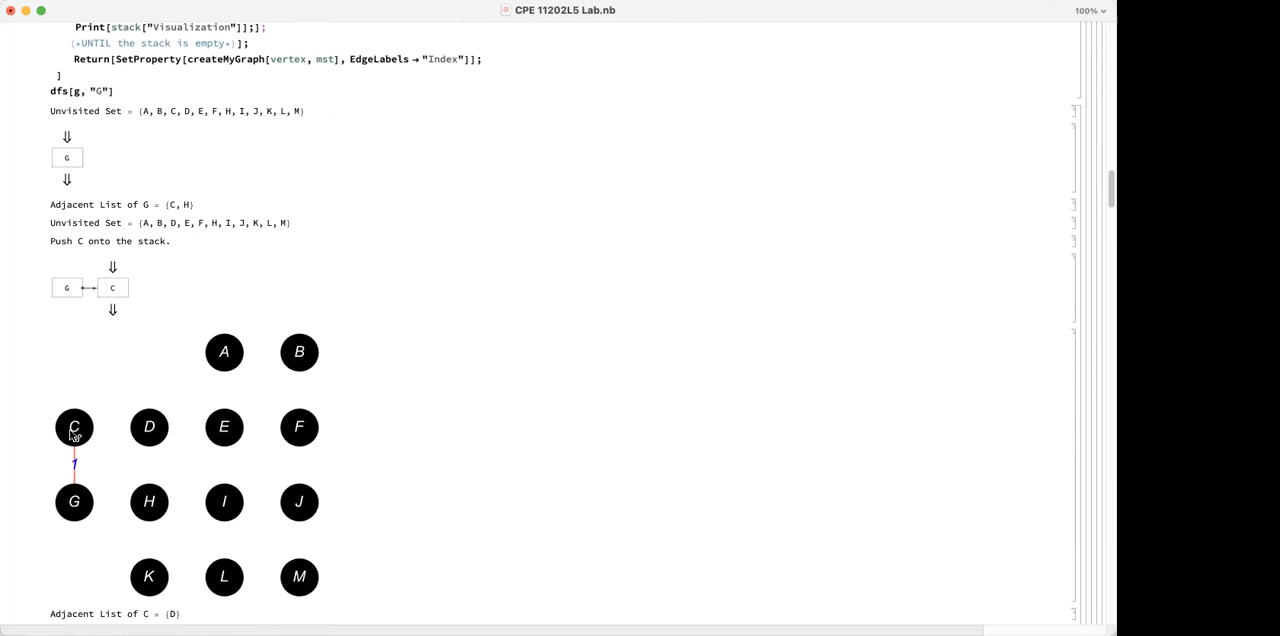 CPE 11202L5 Lab.nb
100%
Print[stack["Visualization"]];];
(*UNTIL the stack is empty*)];
Return[SetProperty[createMyGraph[vertex, mst], EdgeLabels → "Index"]];
]
dfs[g, "G"]
Unvisited Set = {A, B, C, D, E, F, H, I, J, K, L, M}
⇓
G
⇓
Adjacent List of G = {C, H}
Unvisited Set = {A, B, D, E, F, H, I, J, K, L, M}
Push C onto the stack.
⇓
G C
⇓
A B
C D E F
1
G H I J
K L M
Adjacent List of C = {D}